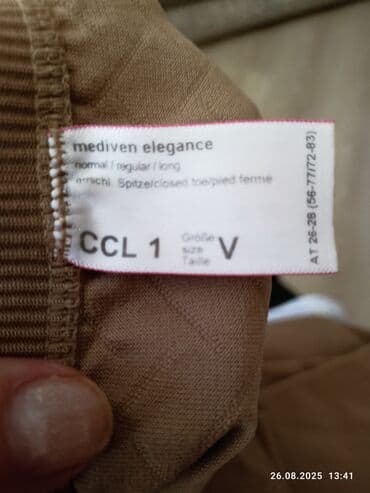 mediven elegance
normal / regular / long
Spitze/closed toe/pied fermé
CCL 1
Größe
size
Taille
V
AT 26-28 (56-77/72-83)
26.08.2025 13:41